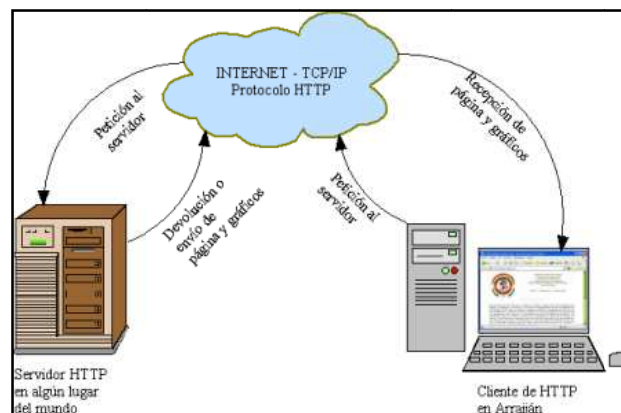 INTERNET - TCP/IP
Protocolo HTTP
Petición al
servidor
Devolución o
envío de
página y gráficos
Petición al
servidor
Recepción de
página y gráficos
Servidor HTTP
en algún lugar
del mundo
Cliente de HTTP
en Arraiján